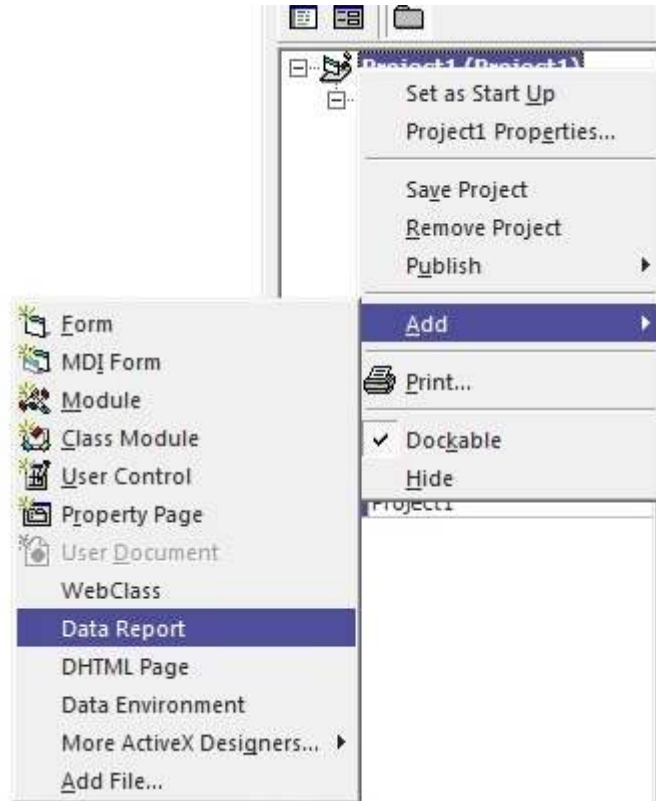 Project1 (Project1)
Set as Start Up
Project1 Properties...
Save Project
Remove Project
Publish
Add
Print...
Dockable
Hide
Project1
Form
MDI Form
Module
Class Module
User Control
Property Page
User Document
WebClass
Data Report
DHTML Page
Data Environment
More ActiveX Designers...
Add File...